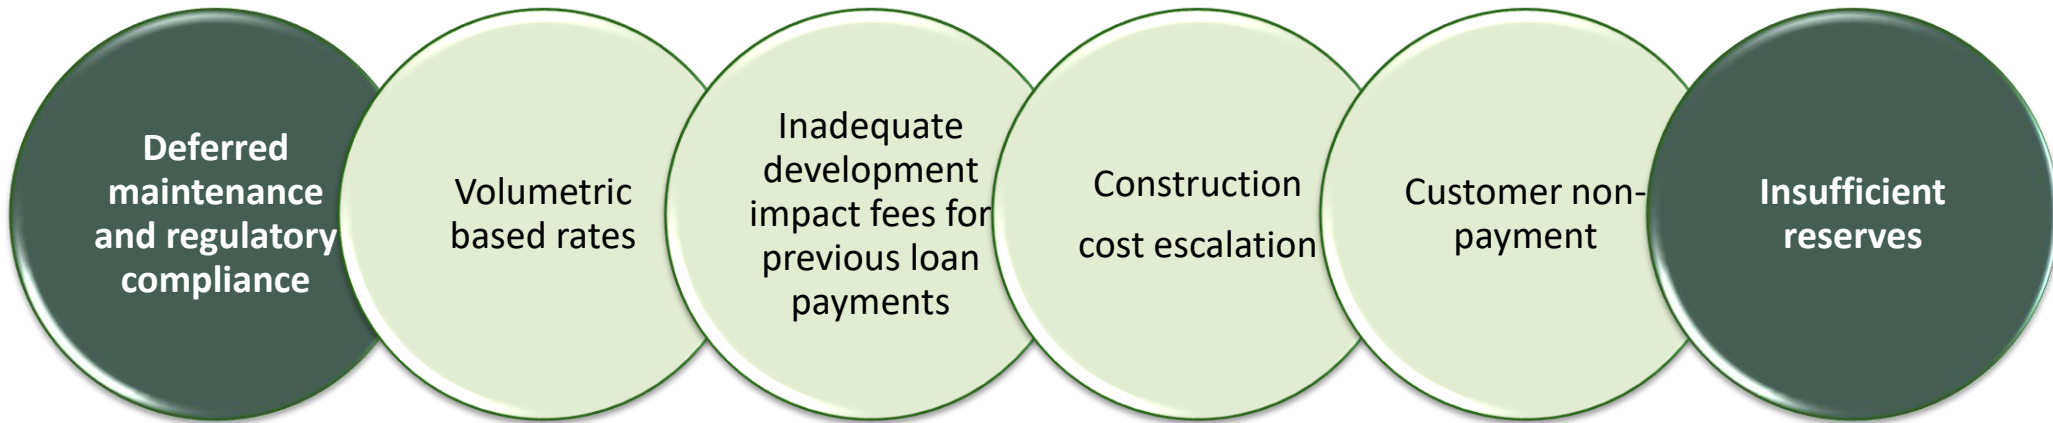 Deferred
maintenance
and regulatory
compliance
Volumetric
based rates
Inadequate
development
impact fees for
previous loan
payments
Construction
cost escalation
Customer non-
payment
Insufficient
reserves